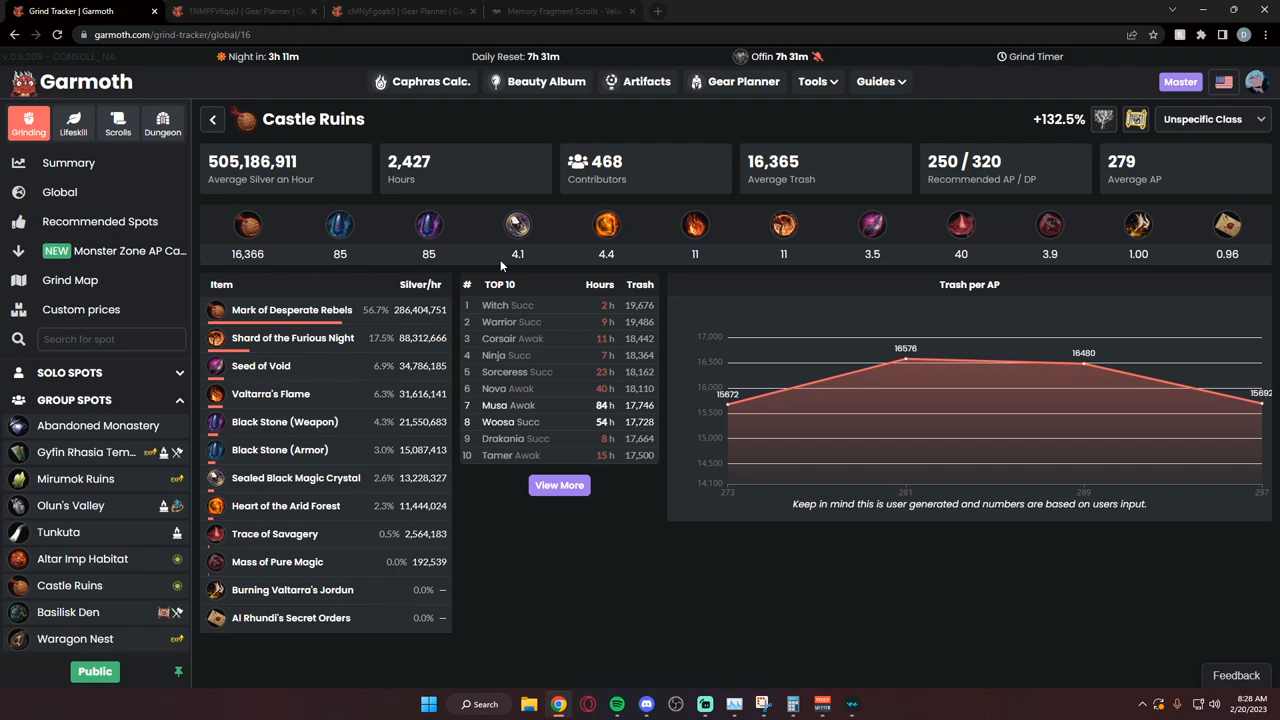 Grind Tracker | Garmoth
1NMPFV6qqU | Gear Planner | G
cMNyFgoab5 | Gear Planner | Ga
Memory Fragment Scrolls - Velia
garmoth.com/grind-tracker/global/16
v.0.6.209 - CONSOLE_NA
Night in: 3h 11m
Daily Reset: 7h 31m
Offin 7h 31m
Grind Timer
Garmoth
Caphras Calc.
Beauty Album
Artifacts
Gear Planner
Tools
Guides
Master
Grinding
Lifeskill
Scrolls
Dungeon
Castle Ruins
+132.5%
Unspecific Class
Summary
Global
Recommended Spots
NEW Monster Zone AP Ca...
Grind Map
Custom prices
Search for spot
SOLO SPOTS
GROUP SPOTS
Abandoned Monastery
Gyfin Rhasia Tem...
Mirumok Ruins
Olun's Valley
Tunkuta
Altar Imp Habitat
Castle Ruins
Basilisk Den
Waragon Nest
Public
505,186,911
Average Silver an Hour
2,427
Hours
468
Contributors
16,365
Average Trash
250 / 320
Recommended AP / DP
279
Average AP
16,366 85 85 4.1 4.4 11 11 3.5 40 3.9 1.00 0.96
Item Silver/hr
Mark of Desperate Rebels 56.7% 286,404,751
Shard of the Furious Night 17.5% 88,312,666
Seed of Void 6.9% 34,786,185
Valtarra's Flame 6.3% 31,616,141
Black Stone (Weapon) 4.3% 21,550,683
Black Stone (Armor) 3.0% 15,087,413
Sealed Black Magic Crystal 2.6% 13,228,327
Heart of the Arid Forest 2.3% 11,444,024
Trace of Savagery 0.5% 2,564,183
Mass of Pure Magic 0.0% 192,539
Burning Valtarra's Jordun 0.0% —
Al Rhundi's Secret Orders 0.0% —
# TOP 10 Hours Trash
1 Witch Succ 2 h 19,676
2 Warrior Succ 9 h 19,486
3 Corsair Awak 11 h 18,442
4 Ninja Succ 7 h 18,364
5 Sorceress Succ 23 h 18,162
6 Nova Awak 40 h 18,110
7 Musa Awak 84 h 17,746
8 Woosa Succ 54 h 17,728
9 Drakania Succ 8 h 17,664
10 Tamer Awak 15 h 17,500
View More
Trash per AP
17,000
16,500
16,000
15,500
15,000
14,500
14,100
15672
16576
16480
15692
273 281 289 297
Keep in mind this is user generated and numbers are based on users input.
Feedback
Search
8:28 AM
2/20/2023